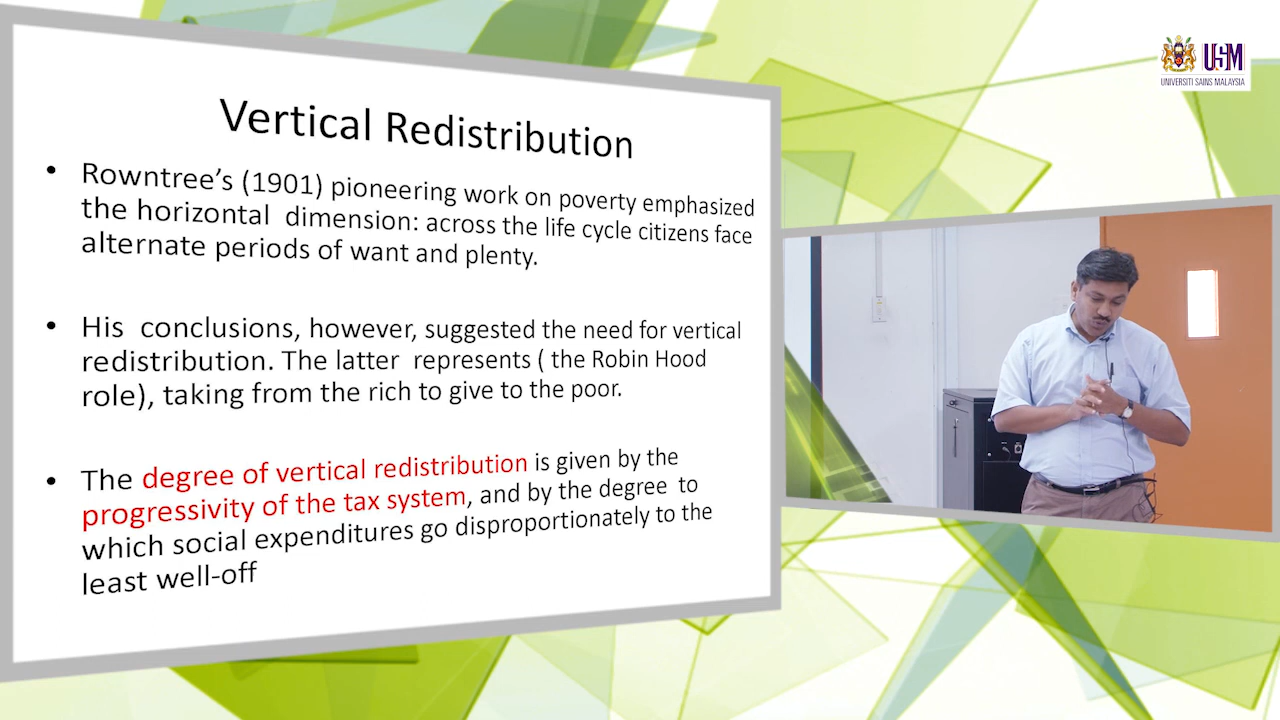 USM
UNIVERSITI SAINS MALAYSIA
Vertical Redistribution
• Rowntree's (1901) pioneering work on poverty emphasized
the horizontal dimension: across the life cycle citizens face
alternate periods of want and plenty.
• His conclusions, however, suggested the need for vertical
redistribution. The latter represents ( the Robin Hood
role), taking from the rich to give to the poor.
• The degree of vertical redistribution is given by the
progressivity of the tax system, and by the degree to
which social expenditures go disproportionately to the
least well-off